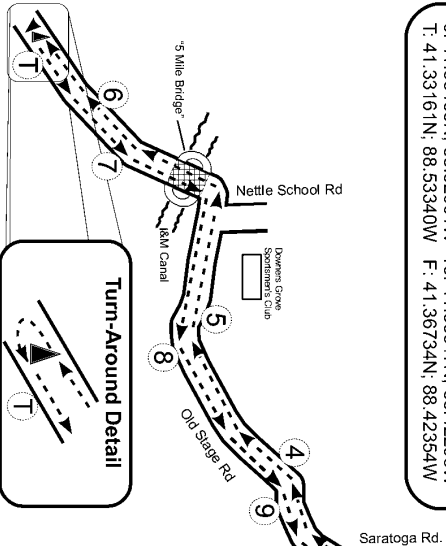 T: 41.33161N; 88.53340W F: 41.36734N; 88.42354W
Saratoga Rd.
4
9
Old Stage Rd
5
8
Downers Grove
Sportsmen's Club
Nettle School Rd
"5 Mile Bridge"
I&M Canal
6
7
T
Turn-Around Detail
T